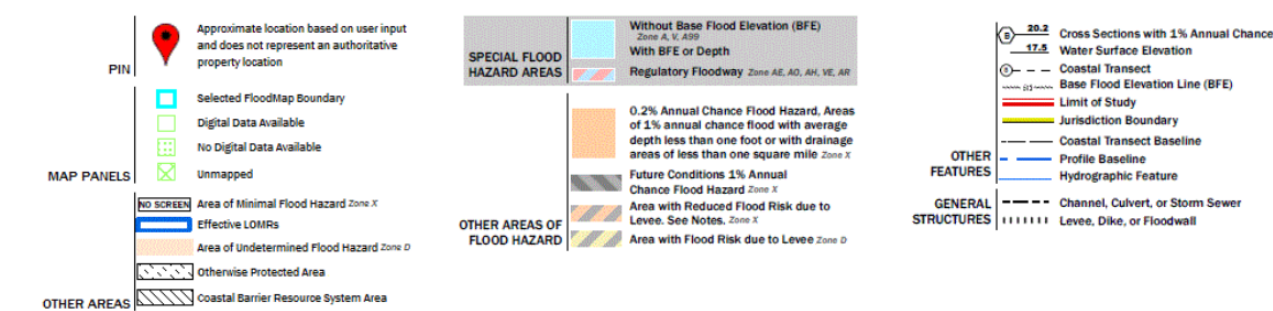 Approximate location based on user input
and does not represent an authoritative
property location
PIN
Selected FloodMap Boundary
Digital Data Available
No Digital Data Available
Unmapped
MAP PANELS
NO SCREEN Area of Minimal Flood Hazard Zone X
Effective LOMRs
Area of Undetermined Flood Hazard Zone D
Otherwise Protected Area
Coastal Barrier Resource System Area
OTHER AREAS
Without Base Flood Elevation (BFE)
Zone A, V, A99
With BFE or Depth
Regulatory Floodway Zone AE, AO, AH, VE, AR
SPECIAL FLOOD
HAZARD AREAS
0.2% Annual Chance Flood Hazard, Areas
of 1% annual chance flood with average
depth less than one foot or with drainage
areas of less than one square mile Zone X
Future Conditions 1% Annual
Chance Flood Hazard Zone X
Area with Reduced Flood Risk due to
Levee. See Notes. Zone X
Area with Flood Risk due to Levee Zone D
OTHER AREAS OF
FLOOD HAZARD
B 20.2 Cross Sections with 1% Annual Chance
17.5 Water Surface Elevation
Coastal Transect
Base Flood Elevation Line (BFE)
Limit of Study
Jurisdiction Boundary
Coastal Transect Baseline
Profile Baseline
Hydrographic Feature
OTHER
FEATURES
Channel, Culvert, or Storm Sewer
Levee, Dike, or Floodwall
GENERAL
STRUCTURES